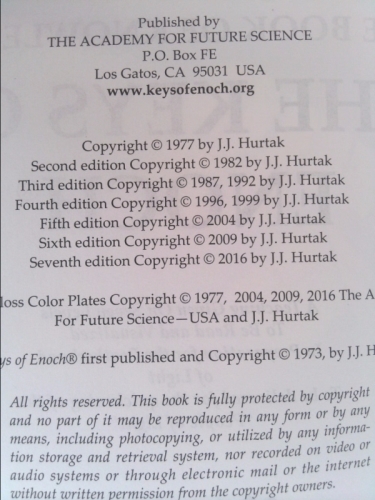 Published by
THE ACADEMY FOR FUTURE SCIENCE
P.O. Box FE
Los Gatos, CA 95031 USA
www.keysofenoch.org
Copyright © 1977 by J.J. Hurtak
Second edition Copyright © 1982 by J.J. Hurtak
Third edition Copyright © 1987, 1992 by J.J. Hurtak
Fourth edition Copyright © 1996, 1999 by J.J. Hurtak
Fifth edition Copyright © 2004 by J.J. Hurtak
Sixth edition Copyright © 2009 by J.J. Hurtak
Seventh edition Copyright © 2016 by J.J. Hurtak
loss Color Plates Copyright © 1977, 2004, 2009, 2016 The A
For Future Science—USA and J.J. Hurtak
ys of Enoch® first published and Copyright © 1973, by J.J. H
All rights reserved. This book is fully protected by copyright
and no part of it may be reproduced in any form or by any
means, including photocopying, or utilized by any informa-
tion storage and retrieval system, nor recorded on video or
audio systems or through electronic mail or the internet
without written permission from the copyright owners.